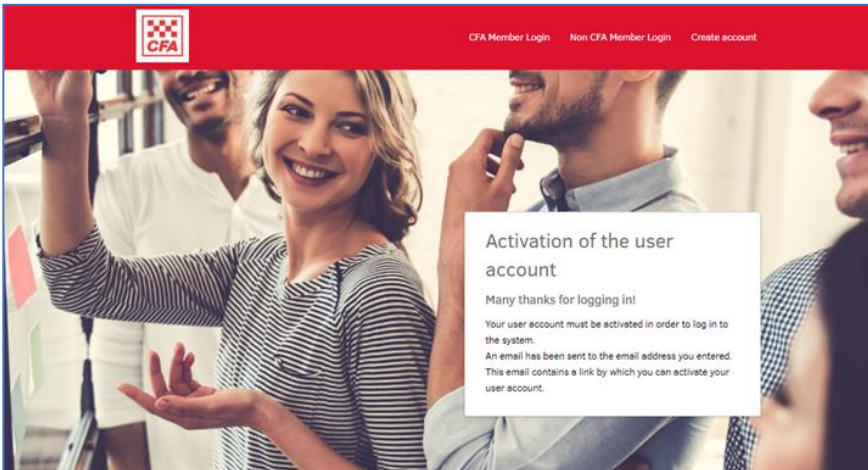 CFA
CFA Member Login Non CFA Member Login Create account
Activation of the user
account
Many thanks for logging in!
Your user account must be activated in order to log in to
the system.
An email has been sent to the email address you entered.
This email contains a link by which you can activate your
user account.